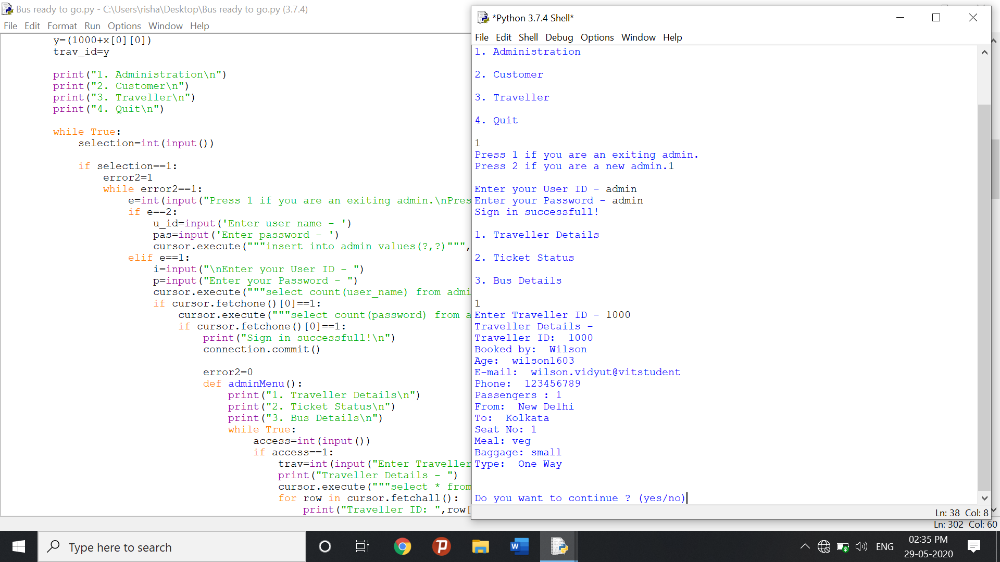 Bus ready to go.py - C:\Users\risha\Desktop\Bus ready to go.py (3.7.4)
File Edit Format Run Options Window Help
y=(1000+x[0][0])
trav_id=y
print("1. Administration\n")
print("2. Customer\n")
print("3. Traveller\n")
print("4. Quit\n")
while True:
selection=int(input())
if selection==1:
error2=1
while error2==1:
e=int(input("Press 1 if you are an exiting admin.\nPres
if e==2:
u_id=input('Enter user name - ')
pas=input('Enter password - ')
cursor.execute("""insert into admin values(?,?)""",
elif e==1:
i=input("\nEnter your User ID - ")
p=input("Enter your Password - ")
cursor.execute("""select count(user_name) from admi
if cursor.fetchone()[0]==1:
cursor.execute("""select count(password) from a
if cursor.fetchone()[0]==1:
print("Sign in successfull!\n")
connection.commit()
error2=0
def adminMenu():
print("1. Traveller Details\n")
print("2. Ticket Status\n")
print("3. Bus Details\n")
while True:
access=int(input())
if access==1:
trav=int(input("Enter Traveller
print("Traveller Details - ")
cursor.execute("""select * from
for row in cursor.fetchall():
print("Traveller ID: ",row[
*Python 3.7.4 Shell*
File Edit Shell Debug Options Window Help
1. Administration
2. Customer
3. Traveller
4. Quit
1
Press 1 if you are an exiting admin.
Press 2 if you are a new admin.1
Enter your User ID - admin
Enter your Password - admin
Sign in successfull!
1. Traveller Details
2. Ticket Status
3. Bus Details
1
Enter Traveller ID - 1000
Traveller Details -
Traveller ID:  1000
Booked by:  Wilson
Age:  wilson1603
E-mail:  wilson.vidyut@vitstudent
Phone:  123456789
Passengers : 1
From:  New Delhi
To:  Kolkata
Seat No: 1
Meal: veg
Baggage: small
Type:  One Way
Do you want to continue ? (yes/no)
Ln: 38 Col: 8
Ln: 302 Col: 60
Type here to search
W
ENG
02:35 PM
29-05-2020